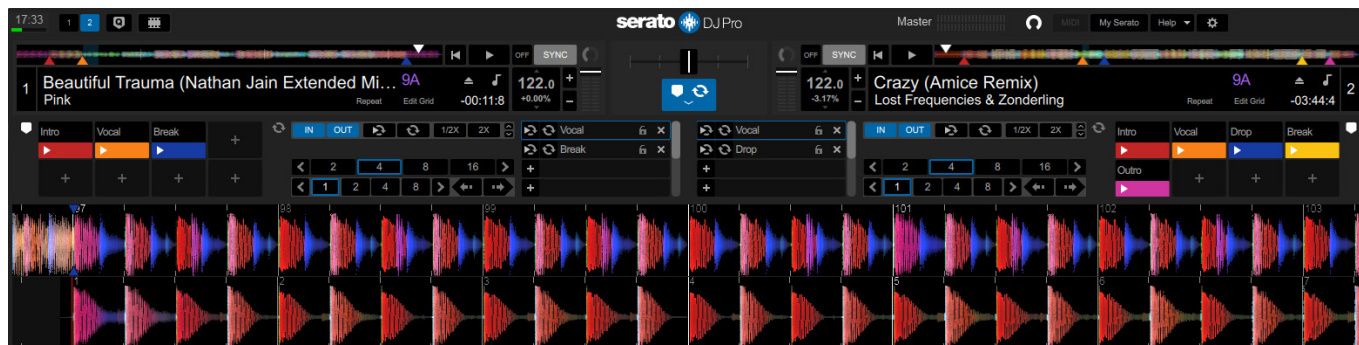 17:33 1 2 serato DJ Pro Master MIDI My Serato Help
OFF SYNC OFF SYNC
1 Beautiful Trauma (Nathan Jain Extended Mi... 9A 122.0 122.0 Crazy (Amice Remix) 9A 2
Pink Repeat Edit Grid -00:11:8 +0.00% -3.17% Lost Frequencies & Zonderling Repeat Edit Grid -03:44:4
Intro Vocal Break IN OUT 1/2X 2X Vocal Vocal IN OUT 1/2X 2X Intro Vocal Drop Break
Break Drop
2 4 8 16 2 4 8 16 Outro
1 2 4 8 1 2 4 8
97 98 99 100 101 102 103
1 2 3 4 5 6 7